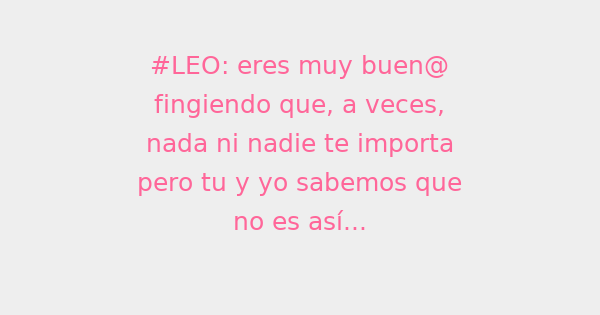 #LEO: eres muy buen@
fingiendo que, a veces,
nada ni nadie te importa
pero tu y yo sabemos que
no es así...